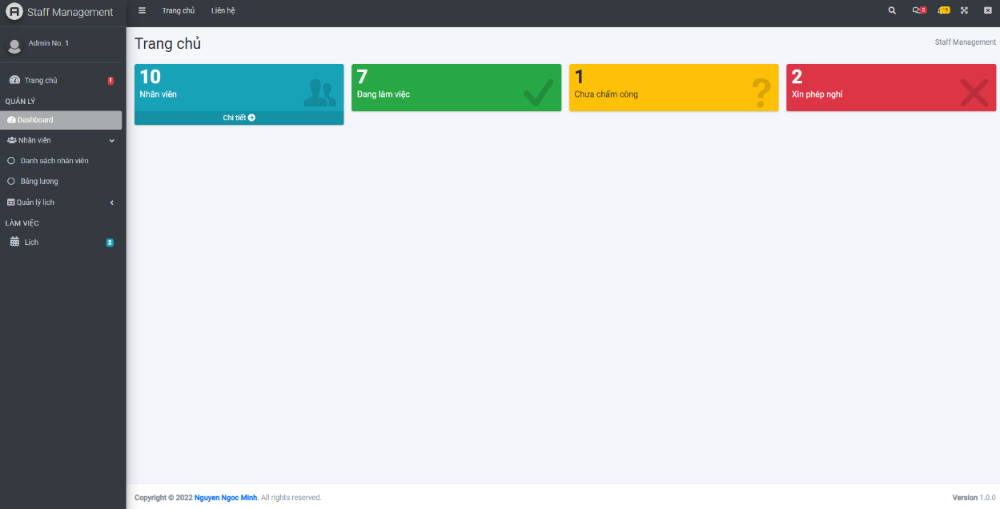 Staff Management
Trang chủ
Liên hệ
3
15
Admin No. 1
Trang chủ
!
QUẢN LÝ
Dashboard
Nhân viên
Danh sách nhân viên
Bảng lương
Quản lý lịch
LÀM VIỆC
Lịch
2
Trang chủ
Staff Management
10
Nhân viên
Chi tiết
7
Đang làm việc
1
Chưa chấm công
2
Xin phép nghỉ
Copyright © 2022 Nguyen Ngoc Minh. All rights reserved.
Version 1.0.0